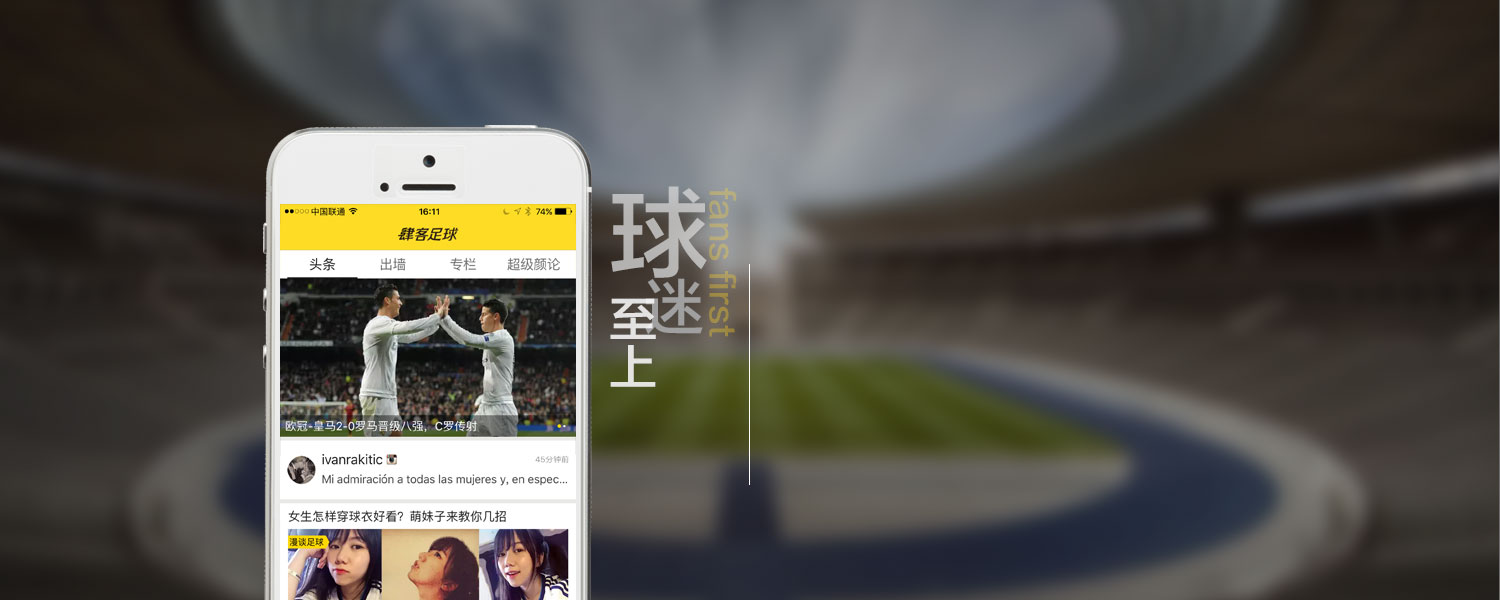 中国联通
16:11
74%
肆客足球
头条 出墙 专栏 超级颜论
欧冠-皇马2-0罗马晋级八强，C罗传射
ivanrakitic
45分钟前
Mi admiración a todas las mujeres y, en espec...
女生怎样穿球衣好看？萌妹子来教你几招
漫谈足球
球迷
至上
fans first